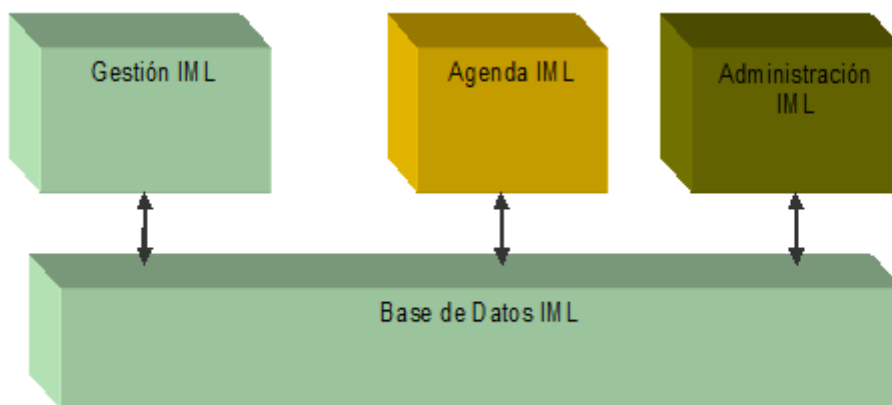 Gestión IML
Agenda IML
Administración
IML
Base de Datos IML